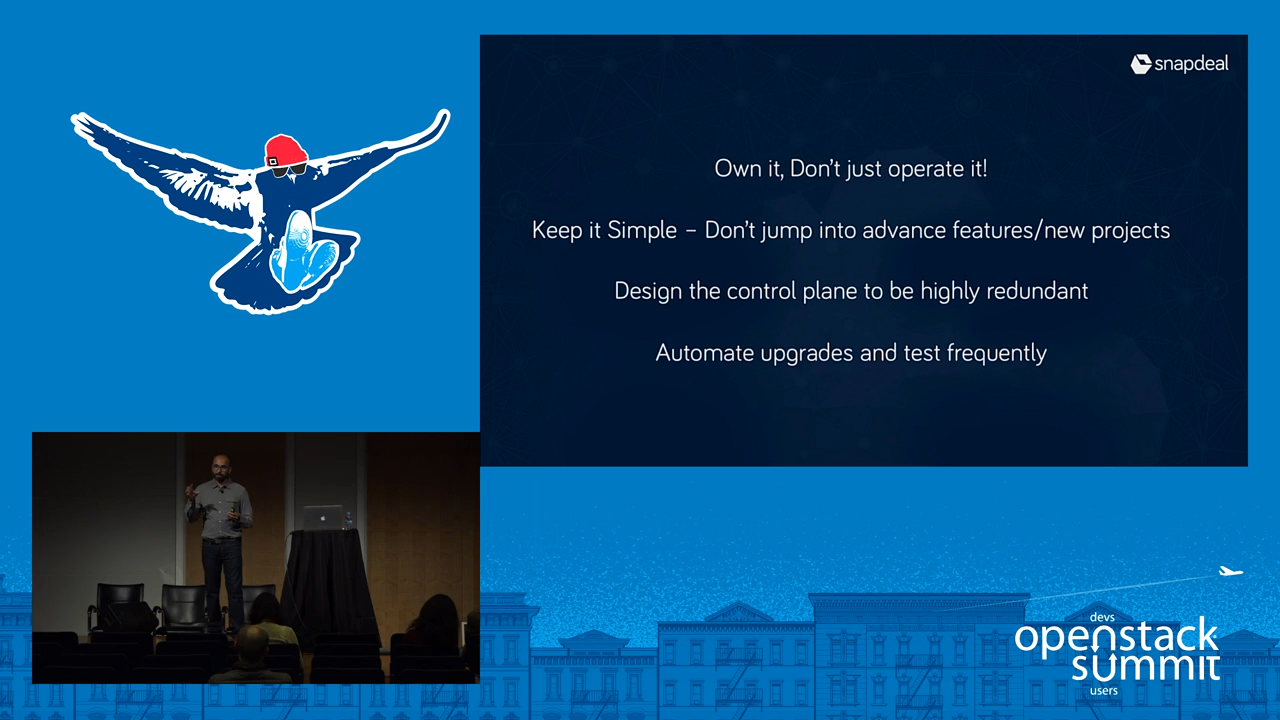 snapdeal
Own it, Don't just operate it!
Keep it Simple – Don't jump into advance features/new projects
Design the control plane to be highly redundant
Automate upgrades and test frequently
devs
openstack
summit
users